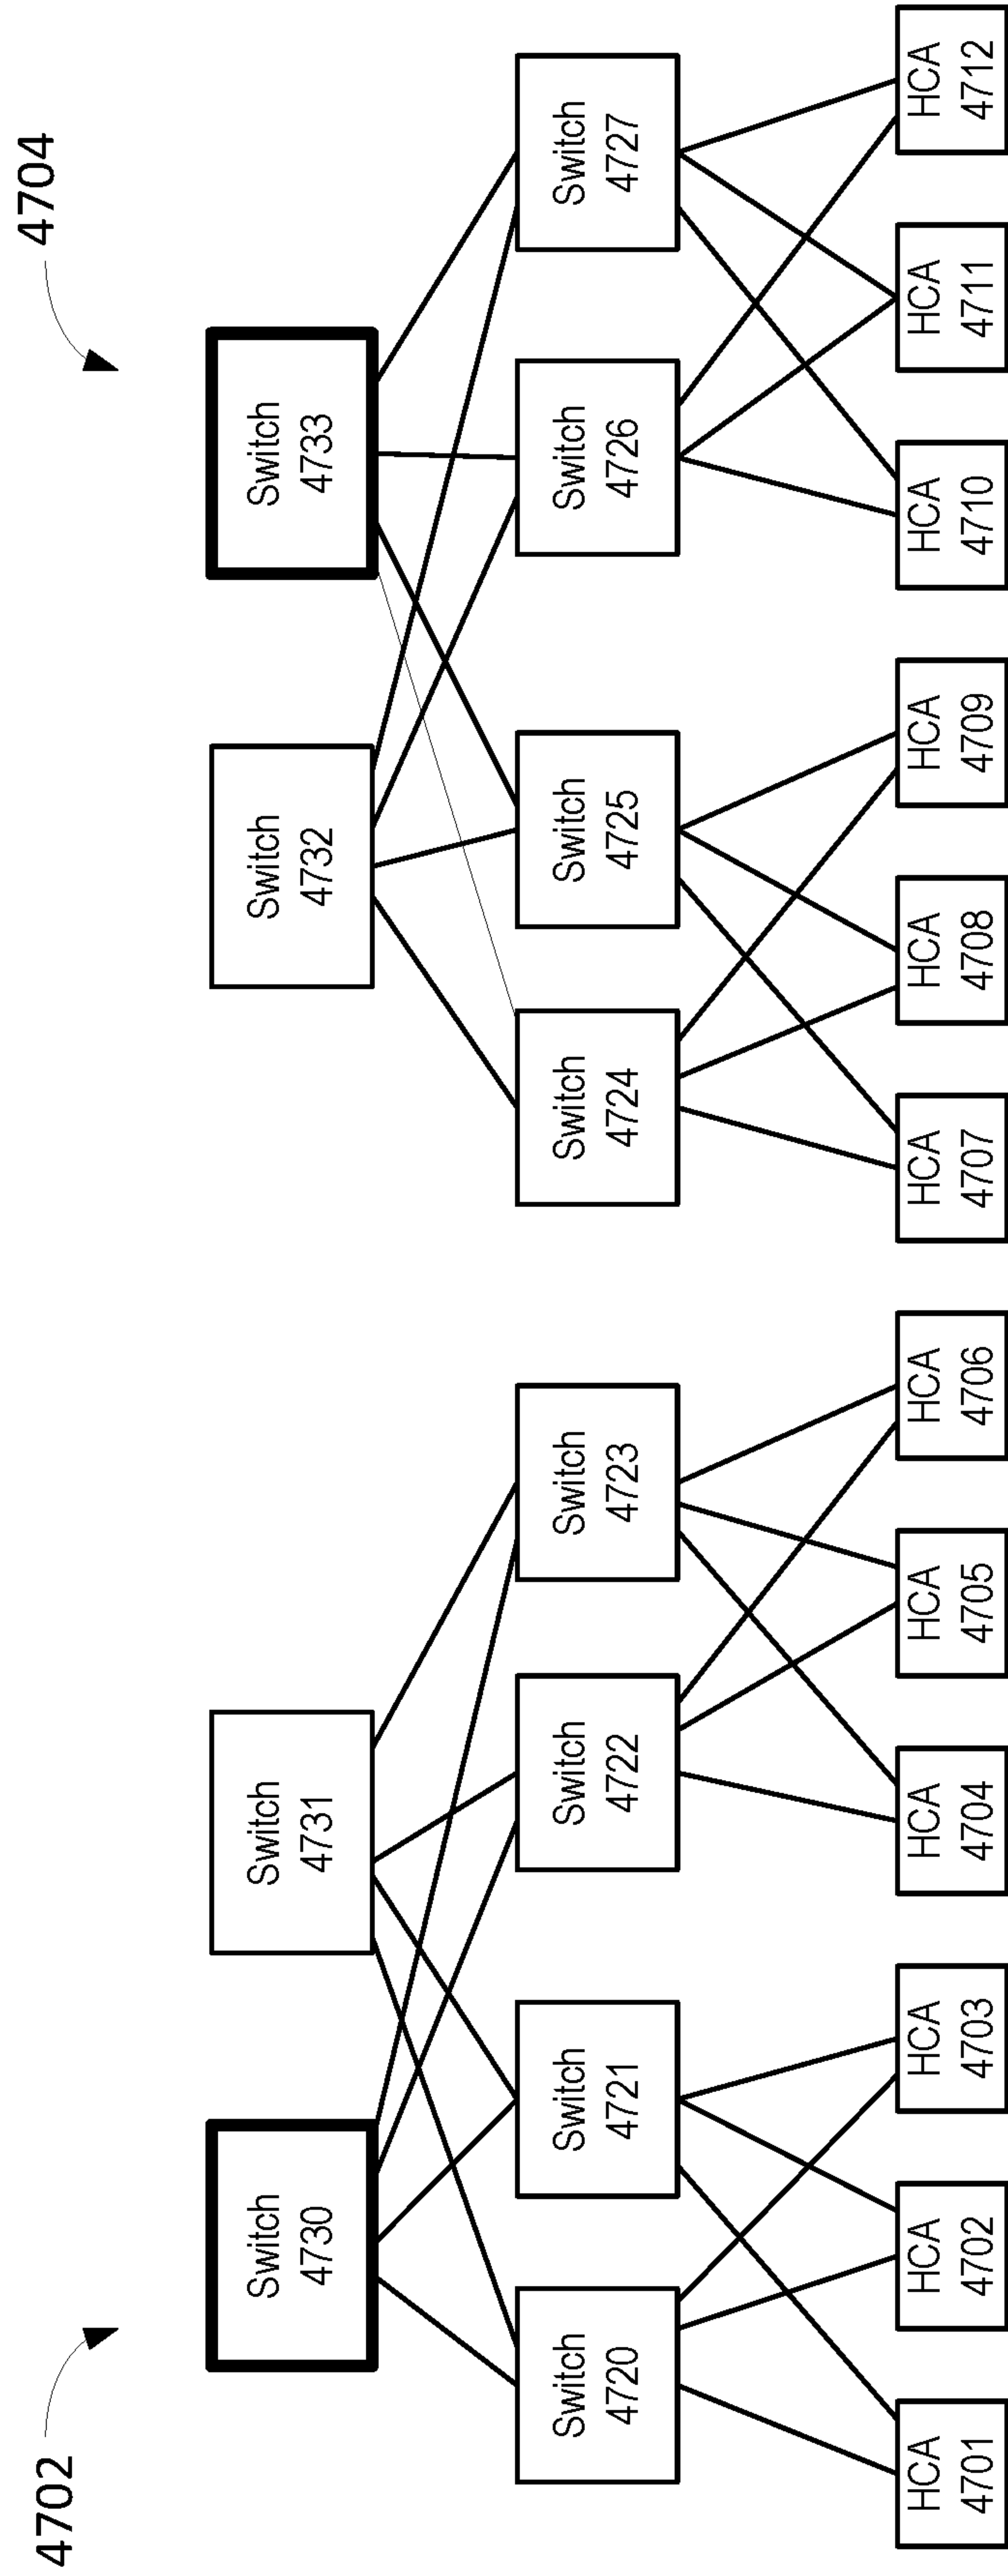 4702
4704
Switch
4730
Switch
4731
Switch
4732
Switch
4733
Switch
4720
Switch
4721
Switch
4722
Switch
4723
Switch
4724
Switch
4725
Switch
4726
Switch
4727
HCA
4701
HCA
4702
HCA
4703
HCA
4704
HCA
4705
HCA
4706
HCA
4707
HCA
4708
HCA
4709
HCA
4710
HCA
4711
HCA
4712